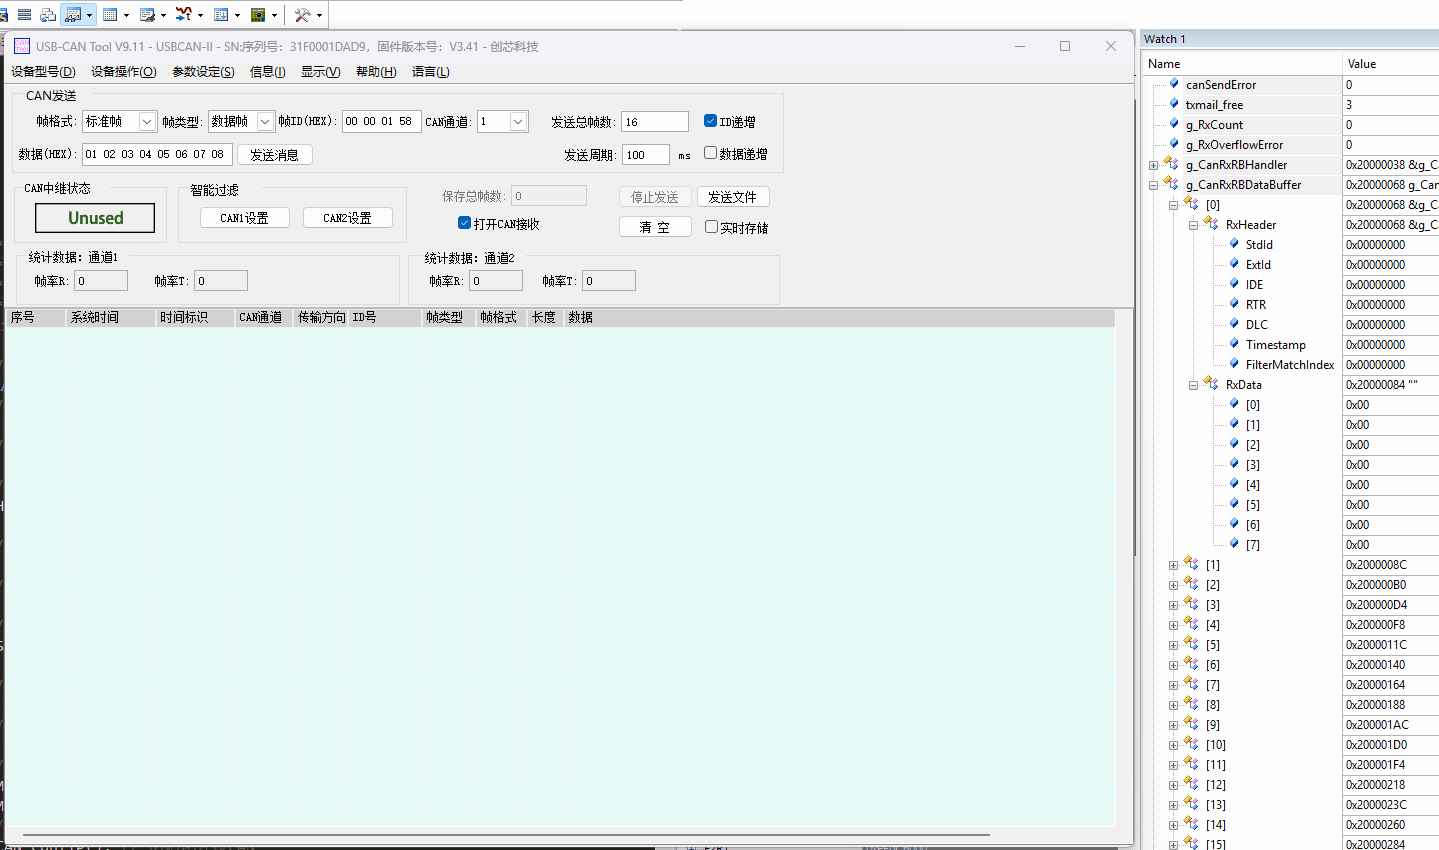 USB-CAN Tool V9.11 - USBCAN-II - SN:序列号: 31F0001DAD9, 固件版本号: V3.41 - 创芯科技
设备型号(D) 设备操作(O) 参数设定(S) 信息(I) 显示(V) 帮助(H) 语言(L)
CAN发送
帧格式: 标准帧 帧类型: 数据帧 帧ID(HEX): 00 00 01 58 CAN通道: 1 发送总帧数: 16 ID递增
数据(HEX): 01 02 03 04 05 06 07 08 发送消息 发送周期: 100 ms 数据递增
CAN中继状态
Unused
智能过滤
CAN1设置 CAN2设置
保存总帧数: 0 停止发送 发送文件
打开CAN接收 清 空 实时存储
统计数据: 通道1
帧率R: 0 帧率T: 0
统计数据: 通道2
帧率R: 0 帧率T: 0
序号 系统时间 时间标识 CAN通道 传输方向 ID号 帧类型 帧格式 长度 数据
Watch 1
Name Value
canSendError 0
txmail_free 3
g_RxCount 0
g_RxOverflowError 0
g_CanRxRBHandler 0x20000038 &g_C
g_CanRxRBDataBuffer 0x20000068 g_Can
[0] 0x20000068 &g_C
RxHeader 0x20000068 &g_C
StdId 0x00000000
ExtId 0x00000000
IDE 0x00000000
RTR 0x00000000
DLC 0x00000000
Timestamp 0x00000000
FilterMatchIndex 0x00000000
RxData 0x20000084 ""
[0] 0x00
[1] 0x00
[2] 0x00
[3] 0x00
[4] 0x00
[5] 0x00
[6] 0x00
[7] 0x00
[1] 0x2000008C
[2] 0x200000B0
[3] 0x200000D4
[4] 0x200000F8
[5] 0x2000011C
[6] 0x20000140
[7] 0x20000164
[8] 0x20000188
[9] 0x200001AC
[10] 0x200001D0
[11] 0x200001F4
[12] 0x20000218
[13] 0x2000023C
[14] 0x20000260
[15] 0x20000284